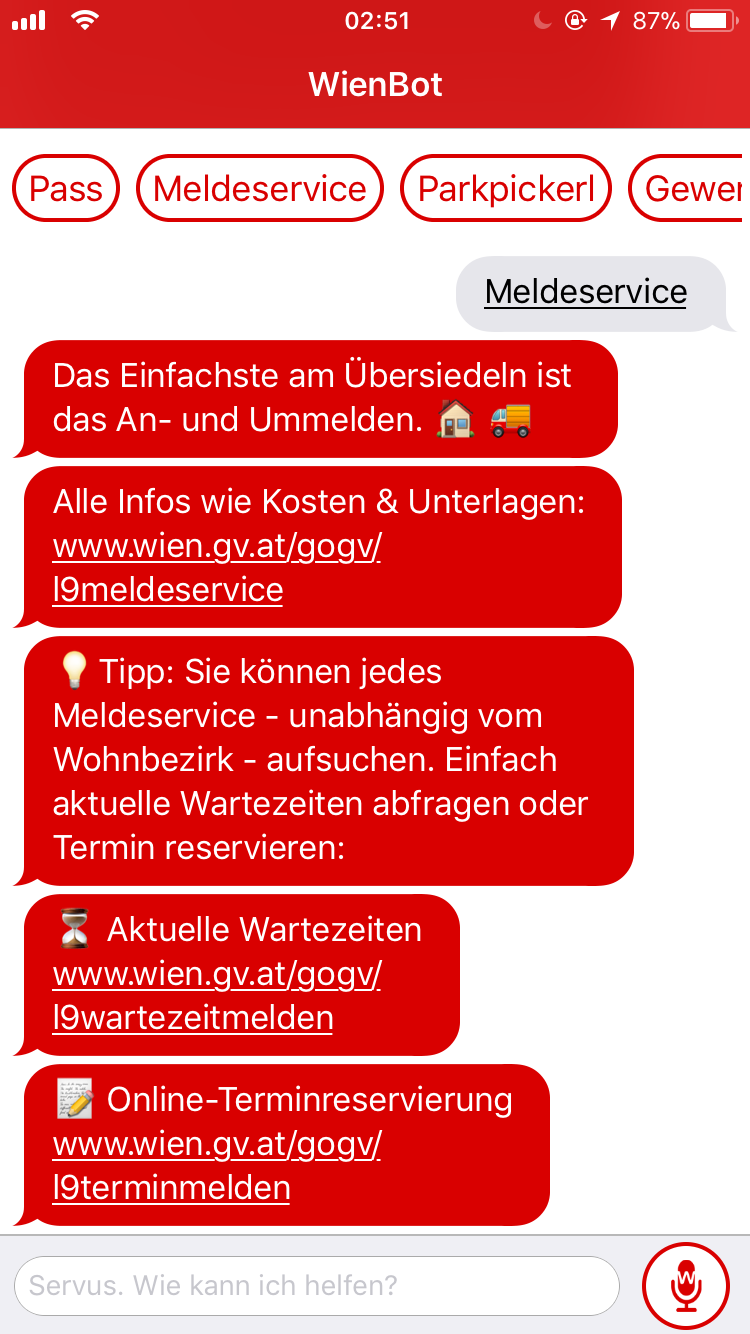 02:51
87%
WienBot
Pass
Meldeservice
Parkpickerl
Gewer
Meldeservice
Das Einfachste am Übersiedeln ist
das An- und Ummelden. 🏠 🚚
Alle Infos wie Kosten & Unterlagen:
www.wien.gv.at/gogv/
l9meldeservice
💡 Tipp: Sie können jedes
Meldeservice - unabhängig vom
Wohnbezirk - aufsuchen. Einfach
aktuelle Wartezeiten abfragen oder
Termin reservieren:
⏳ Aktuelle Wartezeiten
www.wien.gv.at/gogv/
l9wartezeitmelden
📝 Online-Terminreservierung
www.wien.gv.at/gogv/
l9terminmelden
Servus. Wie kann ich helfen?
W